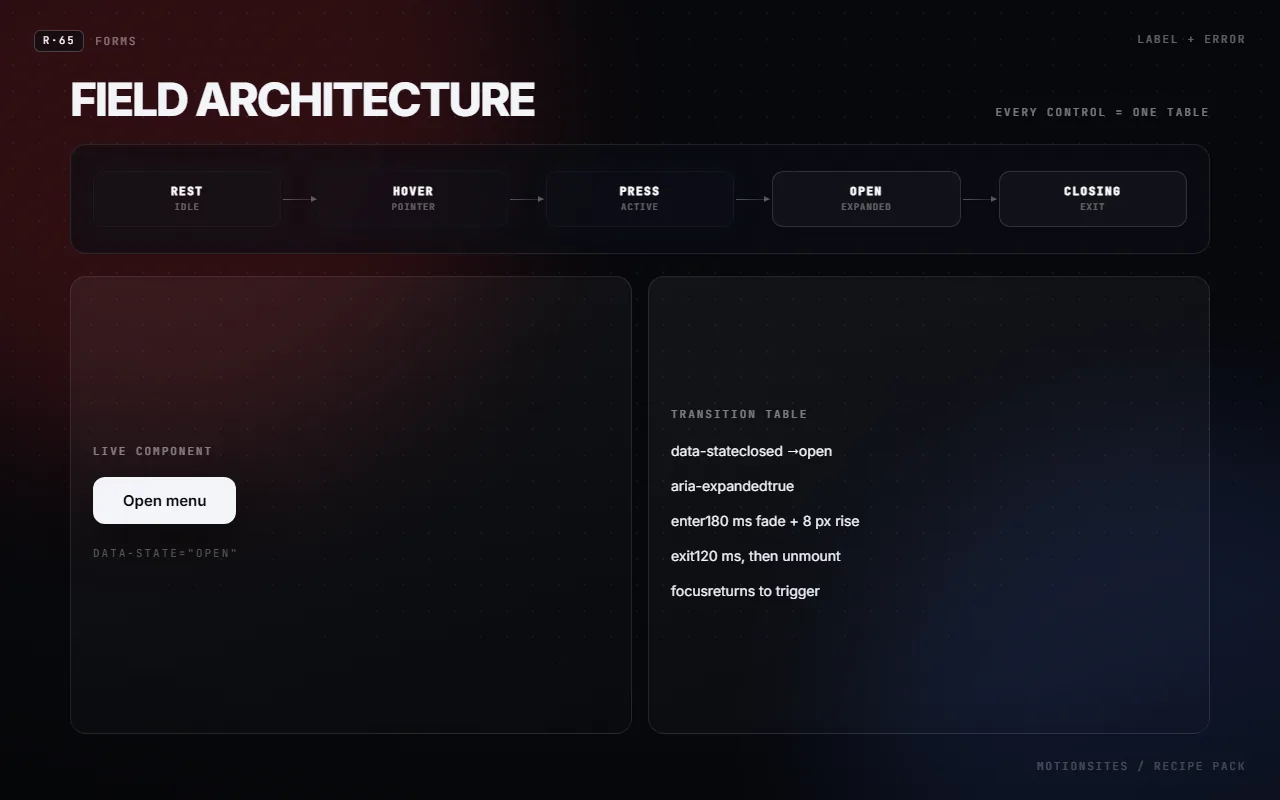 R·65 FORMS
LABEL + ERROR
FIELD ARCHITECTURE
EVERY CONTROL = ONE TABLE
REST
IDLE
HOVER
POINTER
PRESS
ACTIVE
OPEN
EXPANDED
CLOSING
EXIT
LIVE COMPONENT
Open menu
DATA-STATE="OPEN"
TRANSITION TABLE
data-stateclosed →open
aria-expandedtrue
enter180 ms fade + 8 px rise
exit120 ms, then unmount
focusreturns to trigger
MOTIONSITES / RECIPE PACK